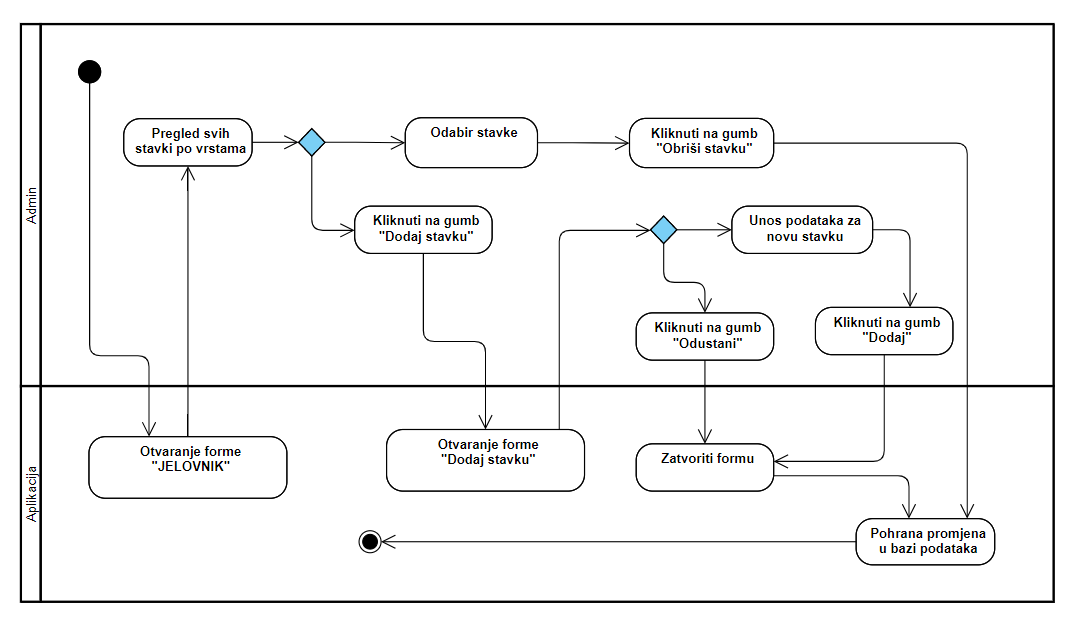 Admin
Pregled svih
stavki po vrstama
Odabir stavke
Kliknuti na gumb
"Obriši stavku"
Kliknuti na gumb
"Dodaj stavku"
Unos podataka za
novu stavku
Kliknuti na gumb
"Odustani"
Kliknuti na gumb
"Dodaj"
Aplikacija
Otvaranje forme
"JELOVNIK"
Otvaranje forme
"Dodaj stavku"
Zatvoriti formu
Pohrana promjena
u bazi podataka